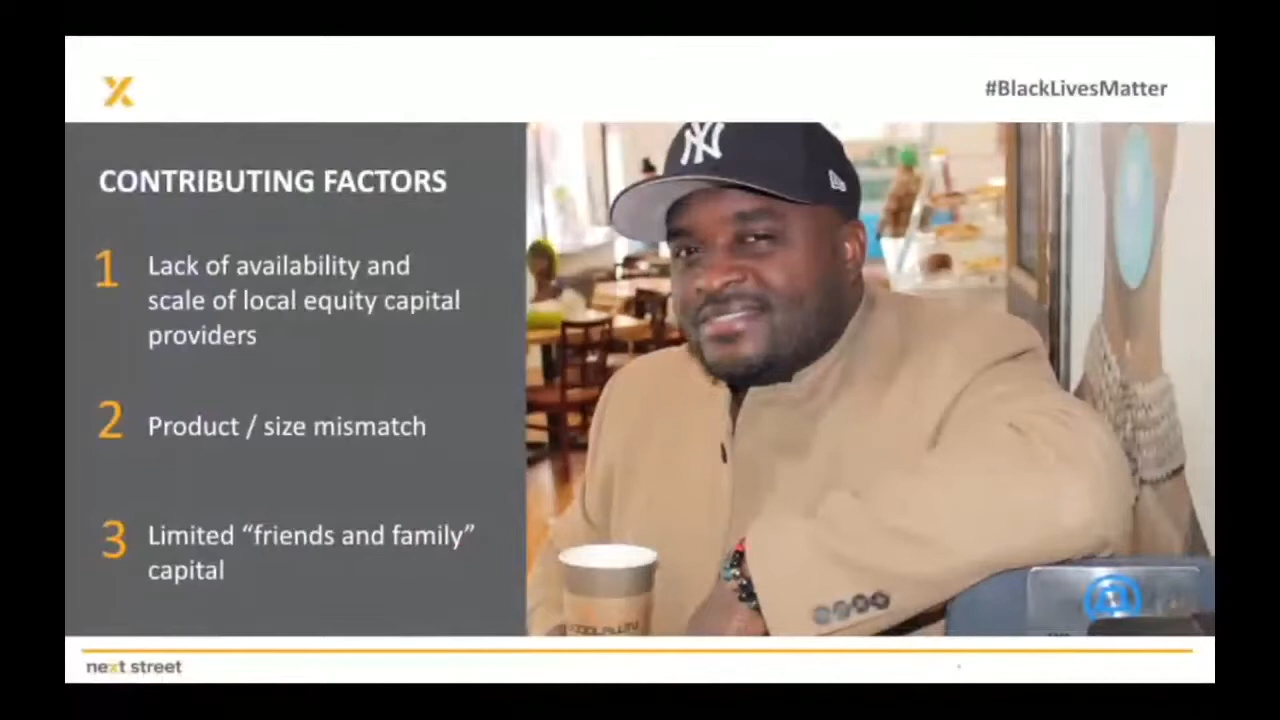 #BlackLivesMatter
CONTRIBUTING FACTORS
1
Lack of availability and
scale of local equity capital
providers
2
Product / size mismatch
3
Limited “friends and family”
capital
NY
next street